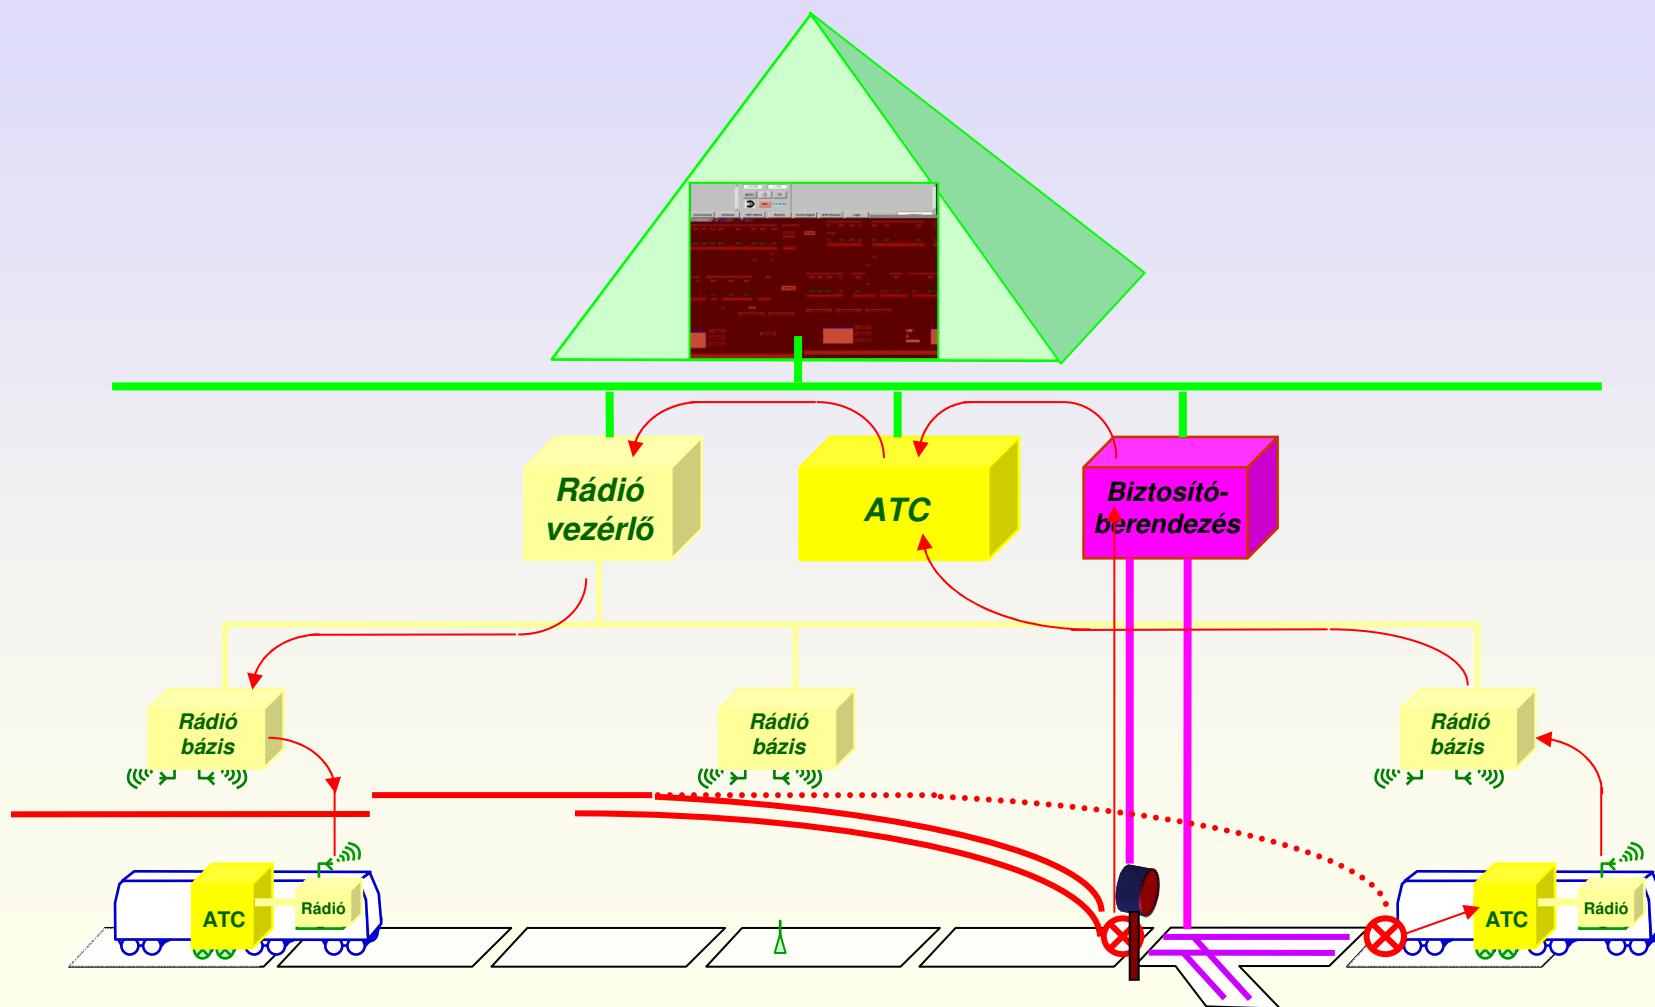 Rádió
vezérlő
ATC
Biztosító-
berendezés
Rádió
bázis
Rádió
bázis
Rádió
bázis
ATC
Rádió
ATC
Rádió